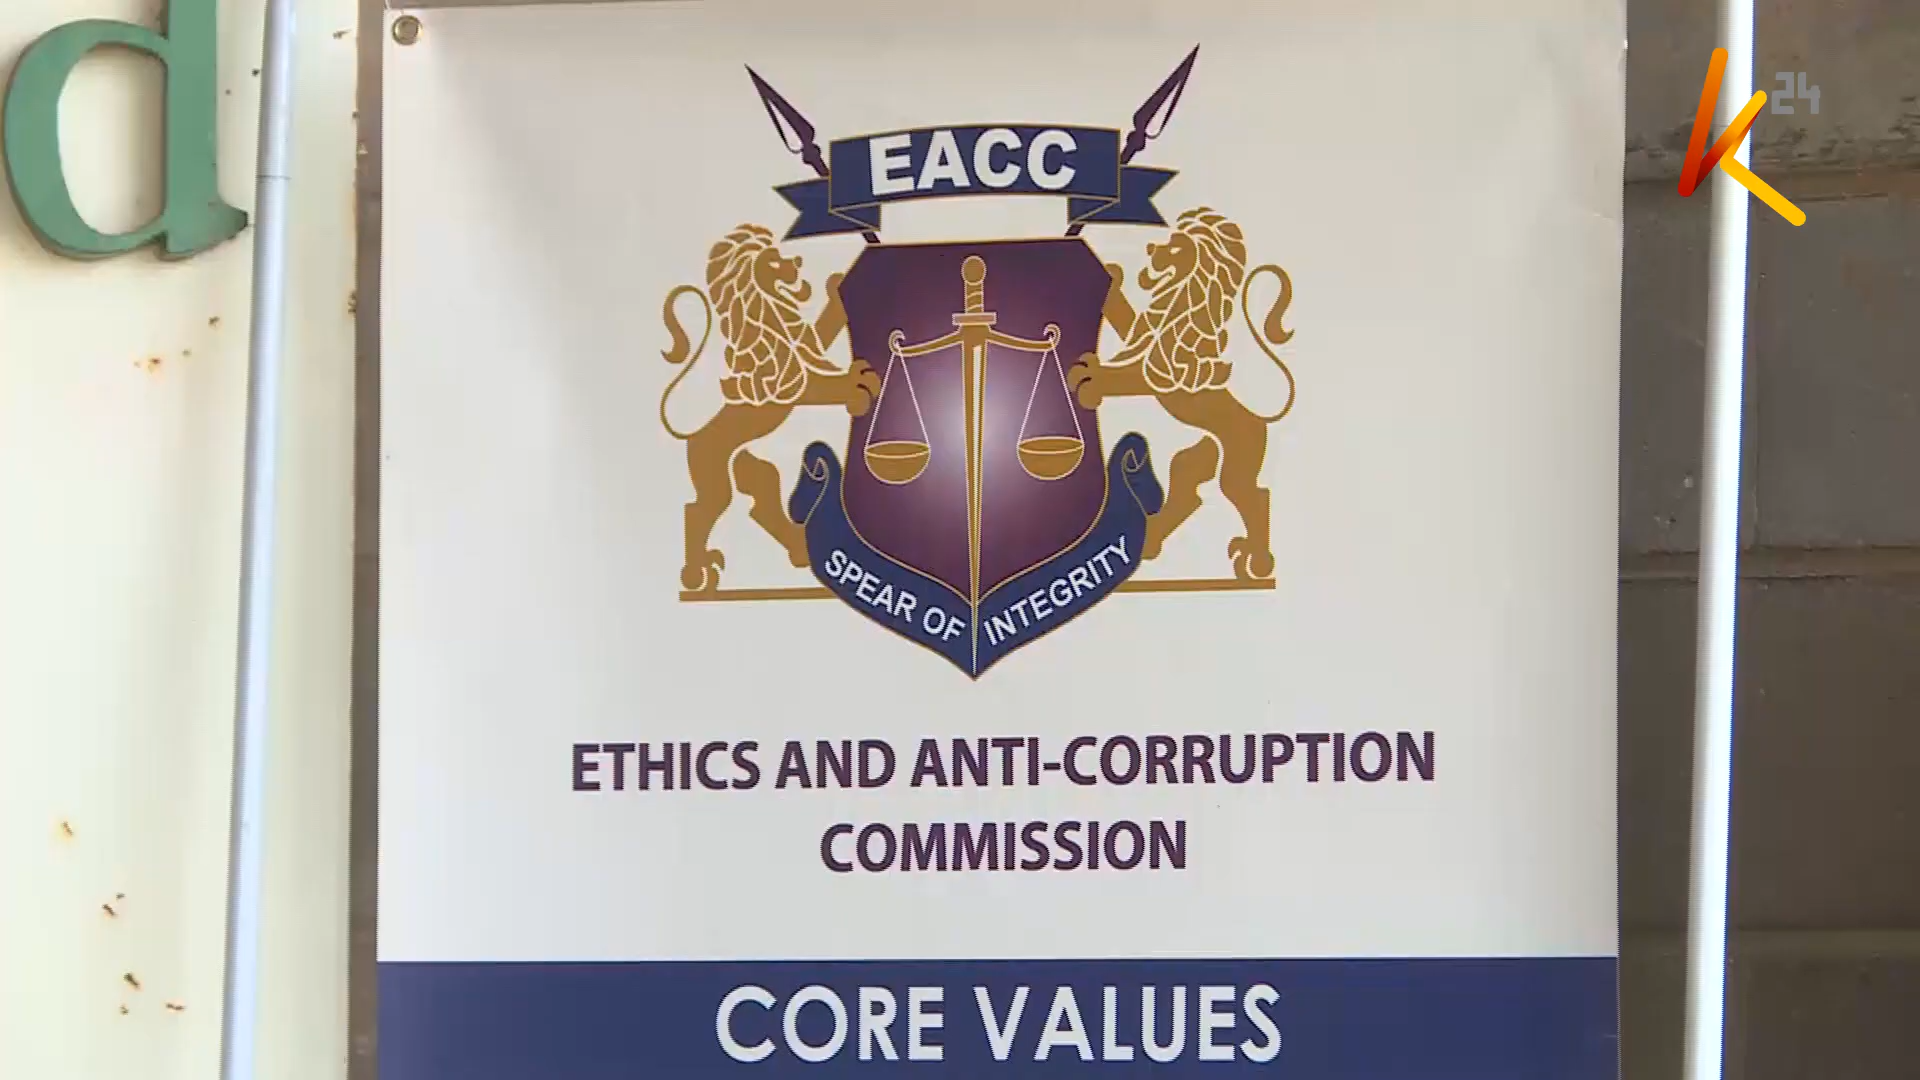 d
K24
EACC
SPEAR OF INTEGRITY
ETHICS AND ANTI-CORRUPTION
COMMISSION
CORE VALUES